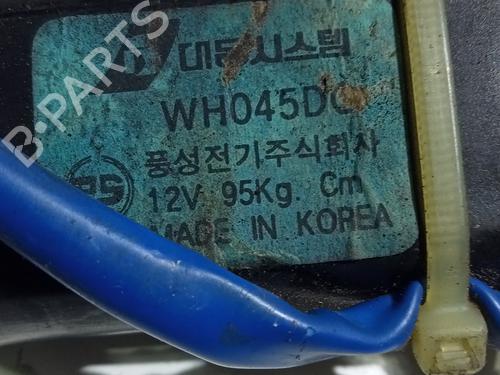 대동시스템
WH045DC
풍성전기주식회사
PS
12V 95Kg. Cm
MADE IN KOREA
B-PARTS